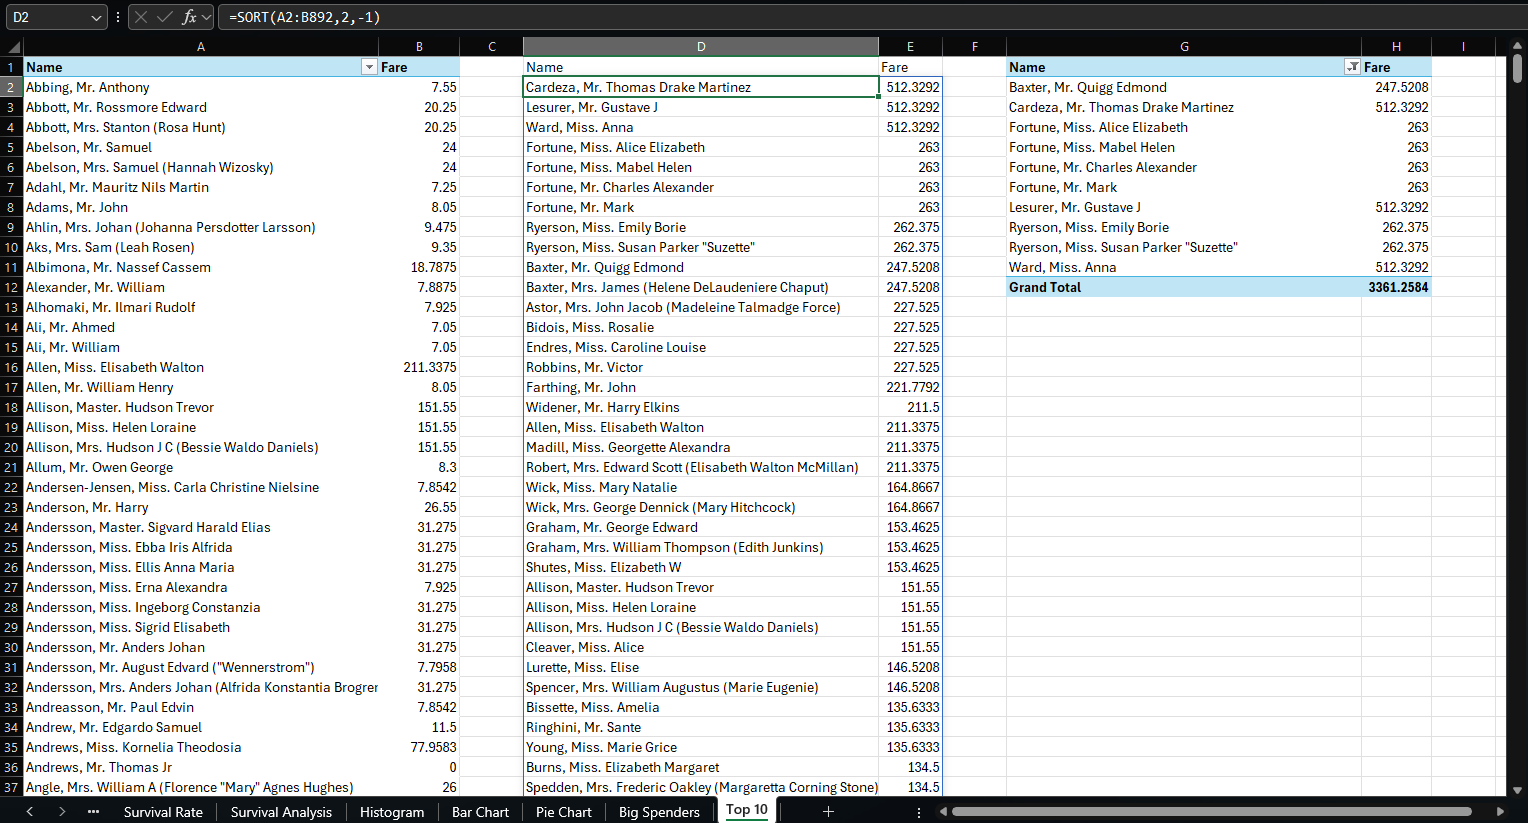 D2 fx =SORT(A2:B892,2,-1)
A B C D E F G H I
1 Name Fare Name Fare Name Fare
2 Abbing, Mr. Anthony 7.55 Cardeza, Mr. Thomas Drake Martinez 512.3292 Baxter, Mr. Quigg Edmond 247.5208
3 Abbott, Mr. Rossmore Edward 20.25 Lesurer, Mr. Gustave J 512.3292 Cardeza, Mr. Thomas Drake Martinez 512.3292
4 Abbott, Mrs. Stanton (Rosa Hunt) 20.25 Ward, Miss. Anna 512.3292 Fortune, Miss. Alice Elizabeth 263
5 Abelson, Mr. Samuel 24 Fortune, Miss. Alice Elizabeth 263 Fortune, Miss. Mabel Helen 263
6 Abelson, Mrs. Samuel (Hannah Wizosky) 24 Fortune, Miss. Mabel Helen 263 Fortune, Mr. Charles Alexander 263
7 Adahl, Mr. Mauritz Nils Martin 7.25 Fortune, Mr. Charles Alexander 263 Fortune, Mr. Mark 263
8 Adams, Mr. John 8.05 Fortune, Mr. Mark 263 Lesurer, Mr. Gustave J 512.3292
9 Ahlin, Mrs. Johan (Johanna Persdotter Larsson) 9.475 Ryerson, Miss. Emily Borie 262.375 Ryerson, Miss. Emily Borie 262.375
10 Aks, Mrs. Sam (Leah Rosen) 9.35 Ryerson, Miss. Susan Parker "Suzette" 262.375 Ryerson, Miss. Susan Parker "Suzette" 262.375
11 Albimona, Mr. Nassef Cassem 18.7875 Baxter, Mr. Quigg Edmond 247.5208 Ward, Miss. Anna 512.3292
12 Alexander, Mr. William 7.8875 Baxter, Mrs. James (Helene DeLaudeniere Chaput) 247.5208 Grand Total 3361.2584
13 Alhomaki, Mr. Ilmari Rudolf 7.925 Astor, Mrs. John Jacob (Madeleine Talmadge Force) 227.525
14 Ali, Mr. Ahmed 7.05 Bidois, Miss. Rosalie 227.525
15 Ali, Mr. William 7.05 Endres, Miss. Caroline Louise 227.525
16 Allen, Miss. Elisabeth Walton 211.3375 Robbins, Mr. Victor 227.525
17 Allen, Mr. William Henry 8.05 Farthing, Mr. John 221.7792
18 Allison, Master. Hudson Trevor 151.55 Widener, Mr. Harry Elkins 211.5
19 Allison, Miss. Helen Loraine 151.55 Allen, Miss. Elisabeth Walton 211.3375
20 Allison, Mrs. Hudson J C (Bessie Waldo Daniels) 151.55 Madill, Miss. Georgette Alexandra 211.3375
21 Allum, Mr. Owen George 8.3 Robert, Mrs. Edward Scott (Elisabeth Walton McMillan) 211.3375
22 Andersen-Jensen, Miss. Carla Christine Nielsine 7.8542 Wick, Miss. Mary Natalie 164.8667
23 Anderson, Mr. Harry 26.55 Wick, Mrs. George Dennick (Mary Hitchcock) 164.8667
24 Andersson, Master. Sigvard Harald Elias 31.275 Graham, Mr. George Edward 153.4625
25 Andersson, Miss. Ebba Iris Alfrida 31.275 Graham, Mrs. William Thompson (Edith Junkins) 153.4625
26 Andersson, Miss. Ellis Anna Maria 31.275 Shutes, Miss. Elizabeth W 153.4625
27 Andersson, Miss. Erna Alexandra 7.925 Allison, Master. Hudson Trevor 151.55
28 Andersson, Miss. Ingeborg Constanzia 31.275 Allison, Miss. Helen Loraine 151.55
29 Andersson, Miss. Sigrid Elisabeth 31.275 Allison, Mrs. Hudson J C (Bessie Waldo Daniels) 151.55
30 Andersson, Mr. Anders Johan 31.275 Cleaver, Miss. Alice 151.55
31 Andersson, Mr. August Edvard ("Wennerstrom") 7.7958 Lurette, Miss. Elise 146.5208
32 Andersson, Mrs. Anders Johan (Alfrida Konstantia Brogren 31.275 Spencer, Mrs. William Augustus (Marie Eugenie) 146.5208
33 Andreasson, Mr. Paul Edvin 7.8542 Bissette, Miss. Amelia 135.6333
34 Andrew, Mr. Edgardo Samuel 11.5 Ringhini, Mr. Sante 135.6333
35 Andrews, Miss. Kornelia Theodosia 77.9583 Young, Miss. Marie Grice 135.6333
36 Andrews, Mr. Thomas Jr 0 Burns, Miss. Elizabeth Margaret 134.5
37 Angle, Mrs. William A (Florence "Mary" Agnes Hughes) 26 Spedden, Mrs. Frederic Oakley (Margaretta Corning Stone) 134.5
Survival Rate Survival Analysis Histogram Bar Chart Pie Chart Big Spenders Top 10